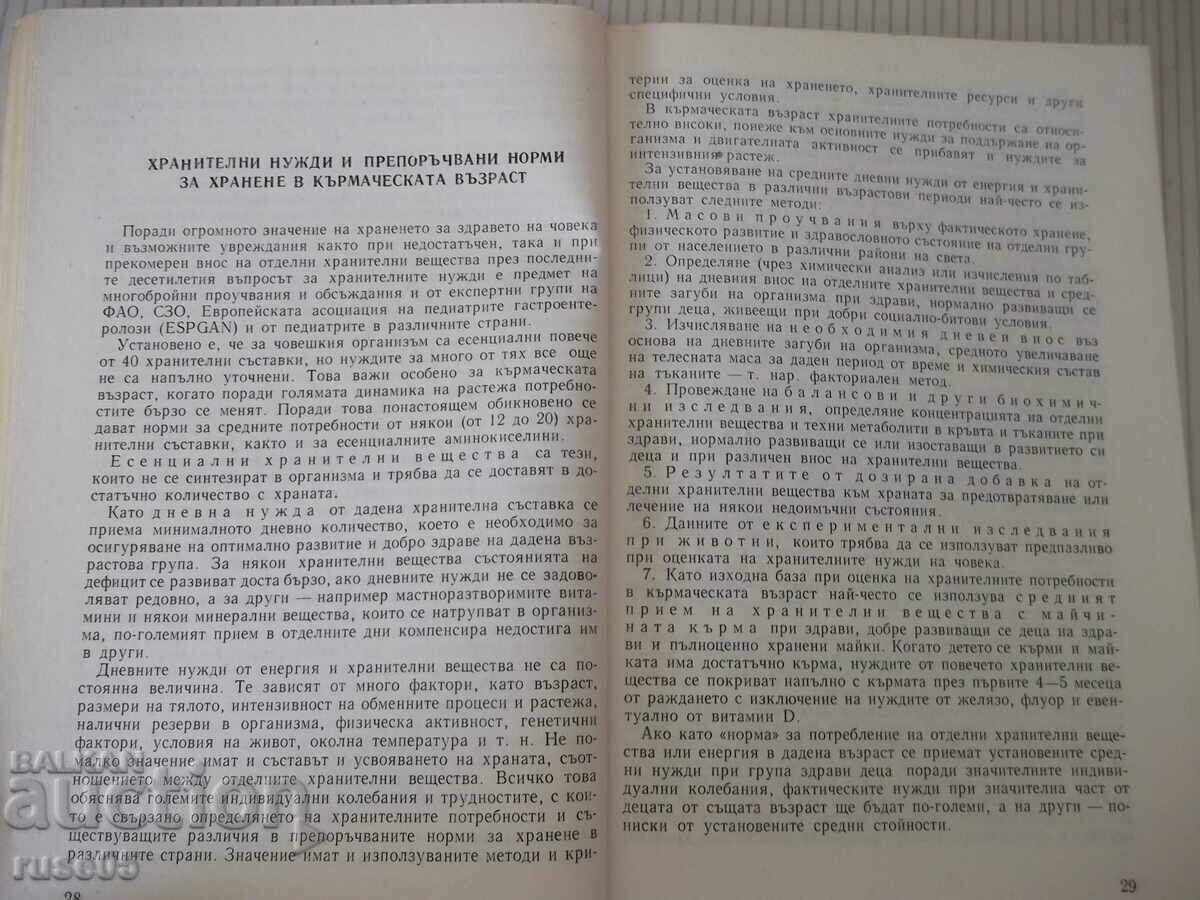 ХРАНИТЕЛНИ НУЖДИ И ПРЕПОРЪЧВАНИ НОРМИ
ЗА ХРАНЕНЕ В КЪРМАЧЕСКАТА ВЪЗРАСТ
Поради огромното значение на храненето за здравето на човека
и възможните увреждания както при недостатъчен, така и при
прекомерен внос на отделни хранителни вещества през последни-
те десетилетия въпросът за хранителните нужди е предмет на
многобройни проучвания и обсъждания и от експертни групи на
ФАО, СЗО, Европейската асоциация на педиатрите гастроенте-
ролози (ESPGAN) и от педиатрите в различните страни.
Установено е, че за човешкия организъм са есенциални повече
от 40 хранителни съставки, но нуждите за много от тях все още
не са напълно уточнени. Това важи особено за кърмаческата
възраст, когато поради голямата динамика на растежа потребно-
стите бързо се менят. Поради това понастоящем обикновено се
дават норми за средните потребности от някои (от 12 до 20) хра-
нителни съставки, както и за есенциалните аминокиселини.
Есенциални хранителни вещества са тези,
които не се синтезират в организма и трябва да се доставят в до-
статъчно количество с храната.
Като дневна нужда от дадена хранителна съставка се
приема минималното дневно количество, което е необходимо за
осигуряване на оптимално развитие и добро здраве на дадена въз-
растова група. За някои хранителни вещества състоянията на
дефицит се развиват доста бързо, ако дневните нужди не се задово-
ляват редовно, а за други — например мастноразтворимите вита-
мини и някои минерални вещества, които се натрупват в организ-
ма, по-големият прием в отделните дни компенсира недостига им
в други.
Дневните нужди от енергия и хранителни вещества не са по-
стоянна величина. Те зависят от много фактори, като възраст,
размери на тялото, интензивност на обменните процеси и растежа,
налични резерви в организма, физическа активност, генетични
фактори, условия на живот, околна температура и т. н. Не по-
малко значение имат и съставът и усвояването на храната, съот-
ношението между отделните хранителни вещества. Всичко това
обяснява големите индивидуални колебания и трудностите, с кои-
то е свързано определянето на хранителните потребности и съ-
ществуващите различия в препоръчваните норми за хранене в
различните страни. Значение имат и използуваните методи и кри-
28
терии за оценка на храненето, хранителните ресурси и други
специфични условия.
В кърмаческата възраст хранителните потребности са относи-
телно високи, понеже към основните нужди за поддържане на ор-
ганизма и двигателната активност се прибавят и нуждите за
интензивния растеж.
За установяване на средните дневни нужди от енергия и храни-
телни вещества в различни възрастови периоди най-често се из-
ползуват следните методи:
1. Масови проучвания върху фактическото хранене,
физическото развитие и здравословното състояние на отделни гру-
пи от населението в различни райони на света.
2. Определяне (чрез химически анализ или изчисления по таб-
лици) на дневния внос на отделните хранителни вещества и сред-
ните загуби на организма при здрави, нормално развиващи се
групи деца, живеещи при добри социално-битови условия.
3. Изчисляване на необходимия дневен внос въз
основа на дневните загуби на организма, средното увеличаване
на телесната маса за даден период от време и химическия състав
на тъканите — т. нар. факториален метод.
4. Провеждане на балансови и други биохимич-
ни изследвания, определяне концентрацията на отделни
хранителни вещества и техни метаболити в кръвта и тъканите при
здрави, нормално развиващи се или изоставащи в развитието си
деца и при различен внос на хранителни вещества.
5. Резултатите от дозирана добавка на от-
делни хранителни вещества към храната за предотвратяване или
лечение на някои недоимъчни състояния.
6. Данните от експериментални изследвания
при животни, които трябва да се използуват предпазливо
при оценката на хранителните нужди на човека.
7. Като изходна база при оценка на хранителните потребности
в кърмаческата възраст най-често се използува средният
прием на хранителни вещества с майчи-
ната кърма при здрави, добре развиващи се деца на здра-
ви и пълноценно хранени майки. Когато детето се кърми и май-
ката има достатъчно кърма, нуждите от повечето хранителни ве-
щества се покриват напълно с кърмата през първите 4—5 месеца
от раждането с изключение на нуждите от желязо, флуор и евен-
туално от витамин D.
Ако като «норма» за потребление на отделни хранителни веще-
ства или енергия в дадена възраст се приемат установените сред-
ни нужди при група здрави деца поради значителните индиви-
дуални колебания, фактическите нужди при значителна част от
децата от същата възраст ще бъдат по-големи, а на други — по-
ниски от установените средни стойности.
29
BALKAN
auction
ruse05